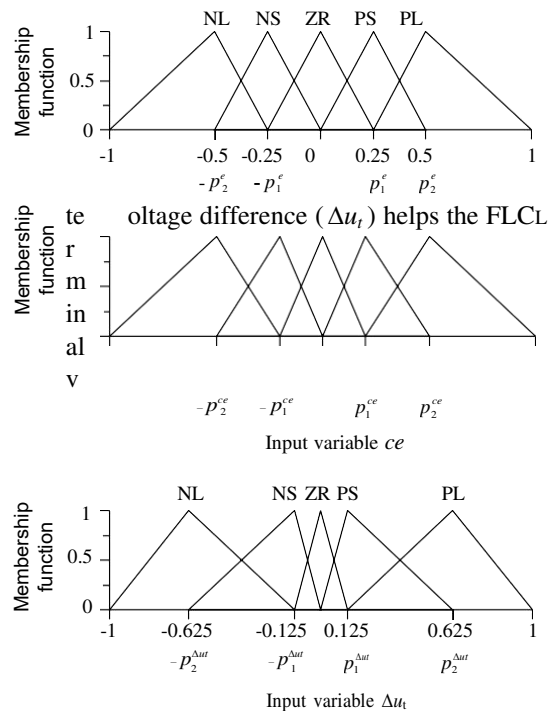 NL NS ZR PS PL
Membership function
1
0.5
0
-1 -0.5 -0.25 0 0.25 0.5 1
- p₂ᵉ - p₁ᵉ p₁ᵉ p₂ᵉ
te oltage difference (Δuₜ) helps the FLCL
r
m
in
al
v
Membership function
- p₂ᶜᵉ - p₁ᶜᵉ p₁ᶜᵉ p₂ᶜᵉ
Input variable ce
NL NS ZR PS PL
Membership function
1
0.5
0
-1 -0.625 -0.125 0.125 0.625 1
- p₂^Δut - p₁^Δut p₁^Δut p₂^Δut
Input variable Δuₜ